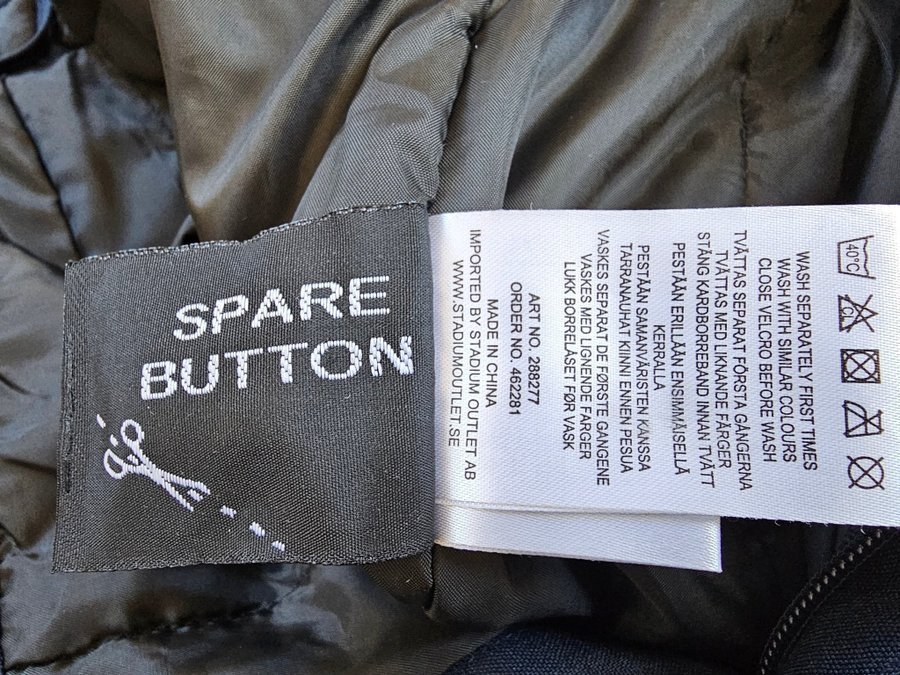 SPARE
BUTTON
40°C
CL
WASH SEPARATELY FIRST TIMES
WASH WITH SIMILAR COLOURS
CLOSE VELCRO BEFORE WASH
TVÄTTAS SEPARAT FÖRSTA GÅNGERNA
TVÄTTAS MED LIKNANDE FÄRGER
STÄNG KARDBORREBAND INNAN TVÄTT
PESTÄÄN ERILLÄÄN ENSIMMÄISELLÄ
KERRALLA
PESTÄÄN SAMANVÄRISTEN KANSSA
TARRANAUHAT KIINNI ENNEN PESUA
VASKES SEPARAT DE FØRSTE GANGENE
VASKES MED LIGNENDE FARGER
LUKK BORRELÅSET FØR VASK
ART NO. 288277
ORDER NO. 462281
MADE IN CHINA
IMPORTED BY STADIUM OUTLET AB
WWW.STADIUMOUTLET.SE